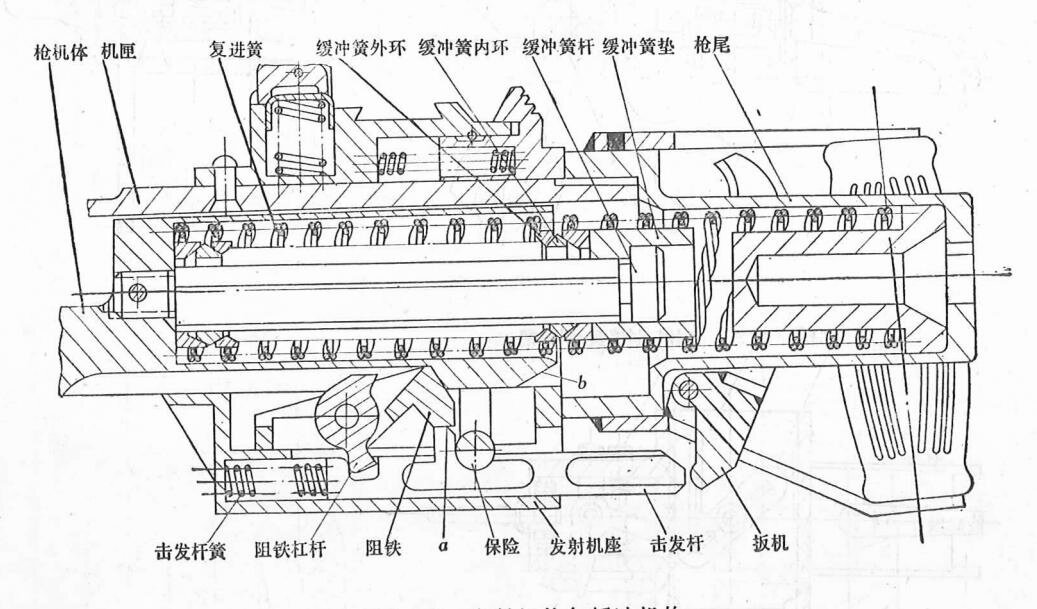 枪机体 机匣 复进簧 缓冲簧外环 缓冲簧内环 缓冲簧杆 缓冲簧垫 枪尾
b
击发杆簧 阻铁杠杆 阻铁 a 保险 发射机座 击发杆 扳机